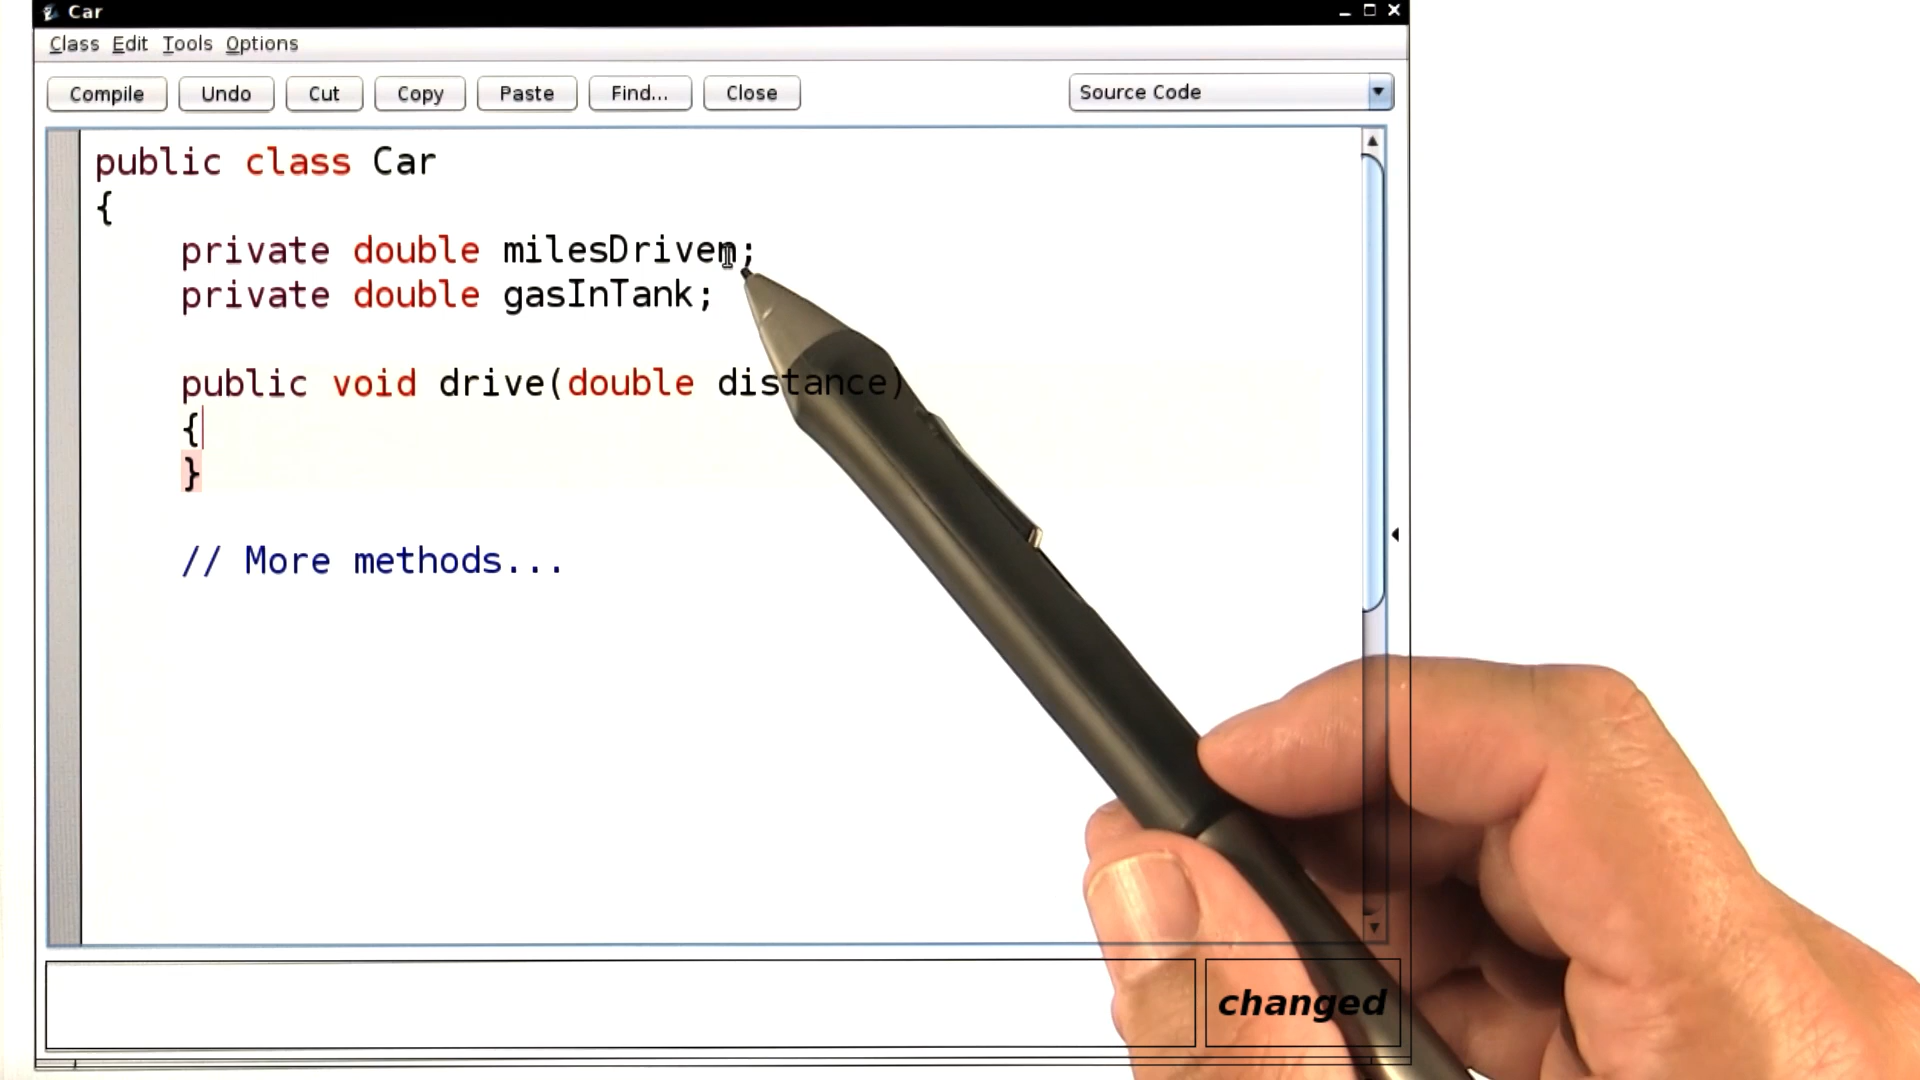 Car
Class Edit Tools Options
Compile Undo Cut Copy Paste Find... Close Source Code
public class Car
{
private double milesDriven;
private double gasInTank;
public void drive(double distance)
{
}
// More methods...
changed